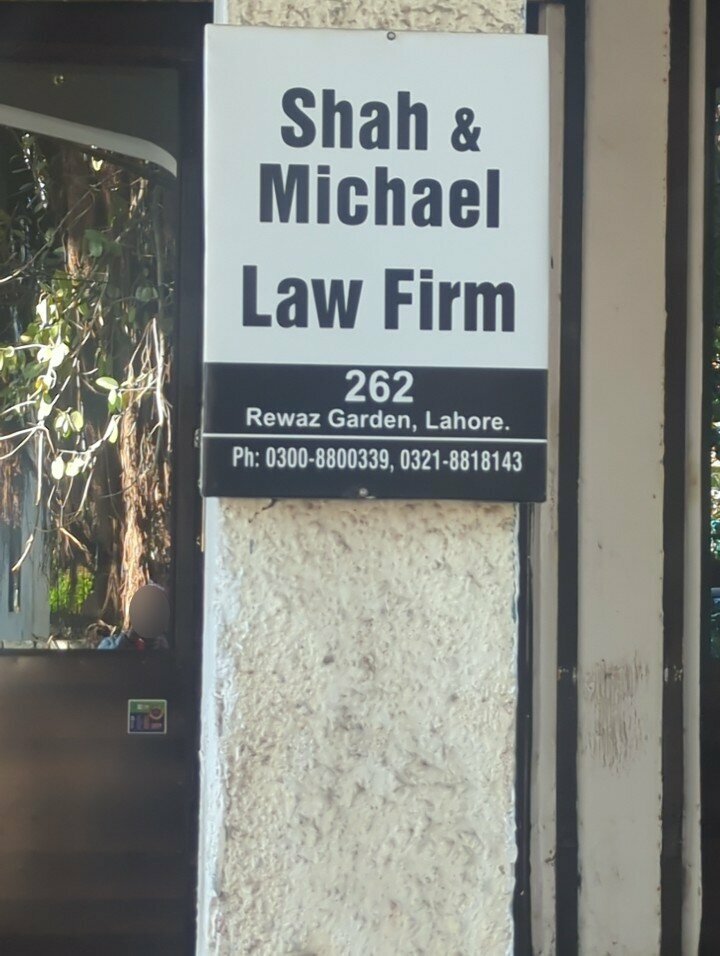 Shah &
Michael
Law Firm
262
Rewaz Garden, Lahore.
Ph: 0300-8800339, 0321-8818143